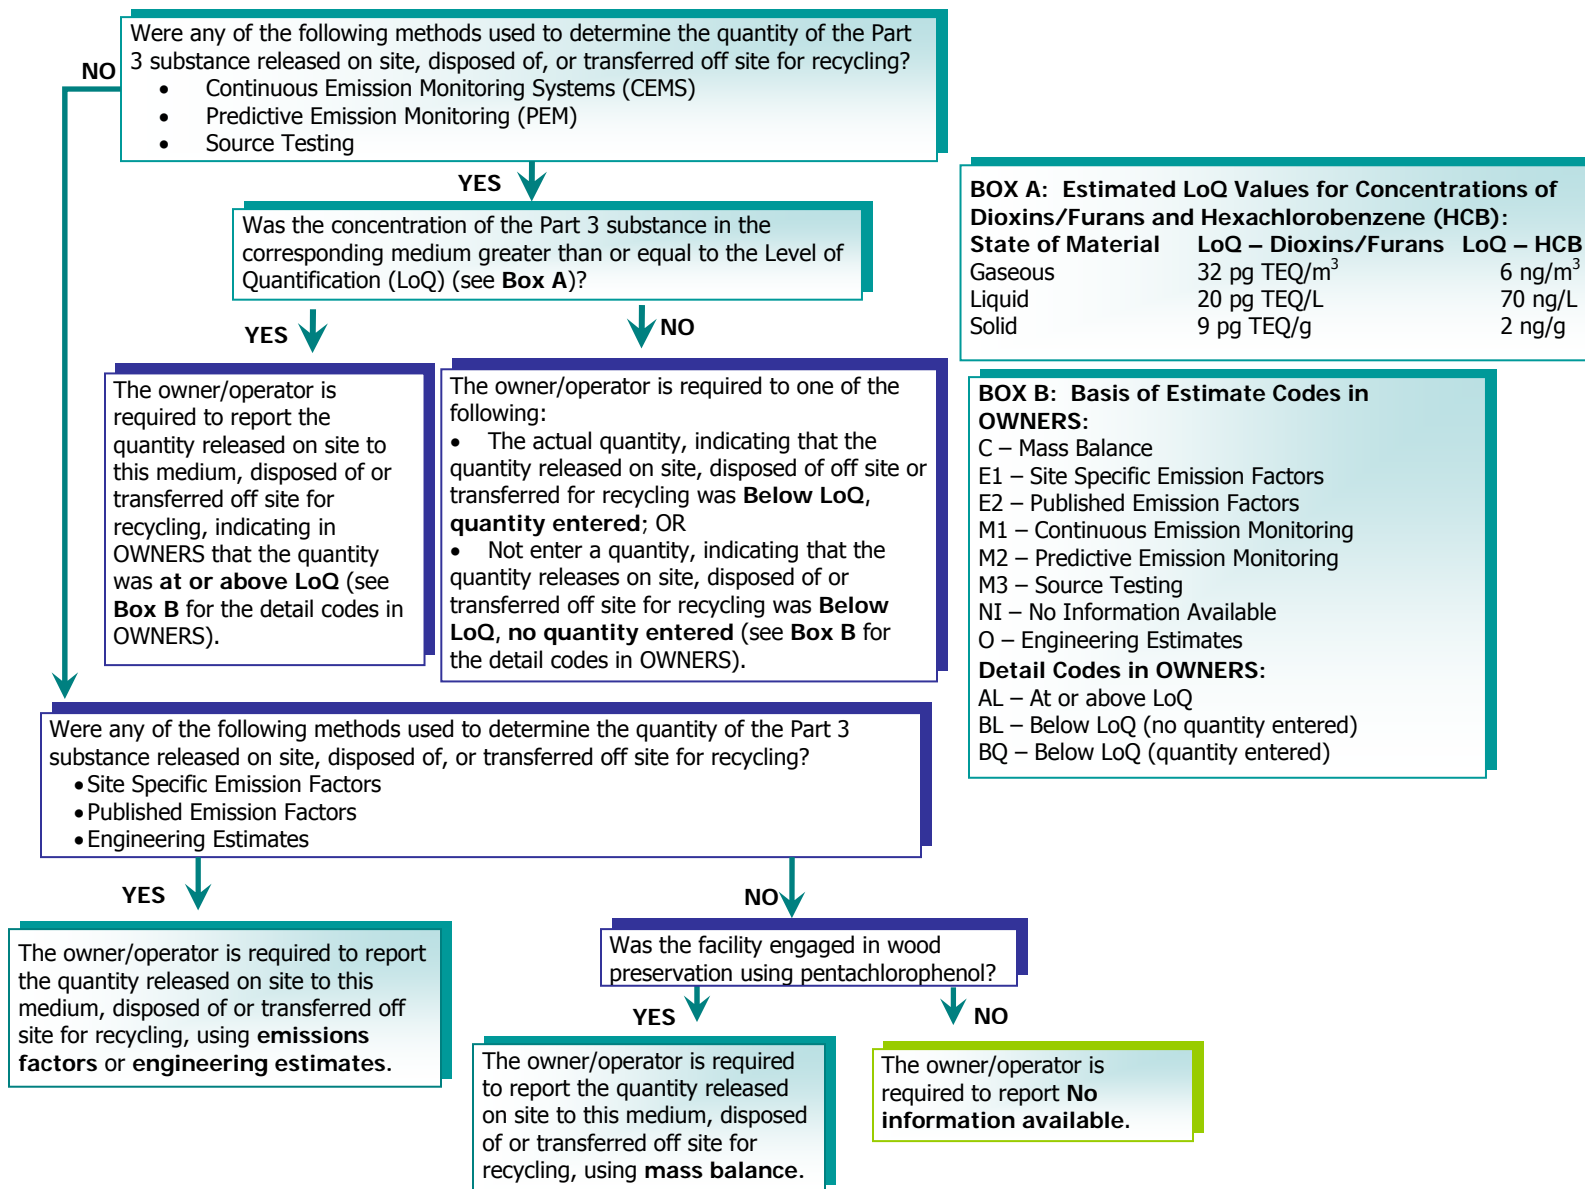 Were any of the following methods used to determine the quantity of the Part
3 substance released on site, disposed of, or transferred off site for recycling?
• Continuous Emission Monitoring Systems (CEMS)
• Predictive Emission Monitoring (PEM)
• Source Testing
NO
YES
Was the concentration of the Part 3 substance in the
corresponding medium greater than or equal to the Level of
Quantification (LoQ) (see Box A)?
YES
NO
The owner/operator is
required to report the
quantity released on site to
this medium, disposed of or
transferred off site for
recycling, indicating in
OWNERS that the quantity
was at or above LoQ (see
Box B for the detail codes in
OWNERS).
The owner/operator is required to one of the
following:
• The actual quantity, indicating that the
quantity released on site, disposed of off site or
transferred for recycling was Below LoQ,
quantity entered; OR
• Not enter a quantity, indicating that the
quantity releases on site, disposed of or
transferred off site for recycling was Below
LoQ, no quantity entered (see Box B for
the detail codes in OWNERS).
BOX A: Estimated LoQ Values for Concentrations of
Dioxins/Furans and Hexachlorobenzene (HCB):
State of Material LoQ – Dioxins/Furans LoQ – HCB
Gaseous 32 pg TEQ/m³ 6 ng/m³
Liquid 20 pg TEQ/L 70 ng/L
Solid 9 pg TEQ/g 2 ng/g
BOX B: Basis of Estimate Codes in
OWNERS:
C – Mass Balance
E1 – Site Specific Emission Factors
E2 – Published Emission Factors
M1 – Continuous Emission Monitoring
M2 – Predictive Emission Monitoring
M3 – Source Testing
NI – No Information Available
O – Engineering Estimates
Detail Codes in OWNERS:
AL – At or above LoQ
BL – Below LoQ (no quantity entered)
BQ – Below LoQ (quantity entered)
Were any of the following methods used to determine the quantity of the Part 3
substance released on site, disposed of, or transferred off site for recycling?
• Site Specific Emission Factors
• Published Emission Factors
• Engineering Estimates
YES
NO
The owner/operator is required to report
the quantity released on site to this
medium, disposed of or transferred off
site for recycling, using emissions
factors or engineering estimates.
Was the facility engaged in wood
preservation using pentachlorophenol?
YES
NO
The owner/operator is required
to report the quantity released
on site to this medium, disposed
of or transferred off site for
recycling, using mass balance.
The owner/operator is
required to report No
information available.